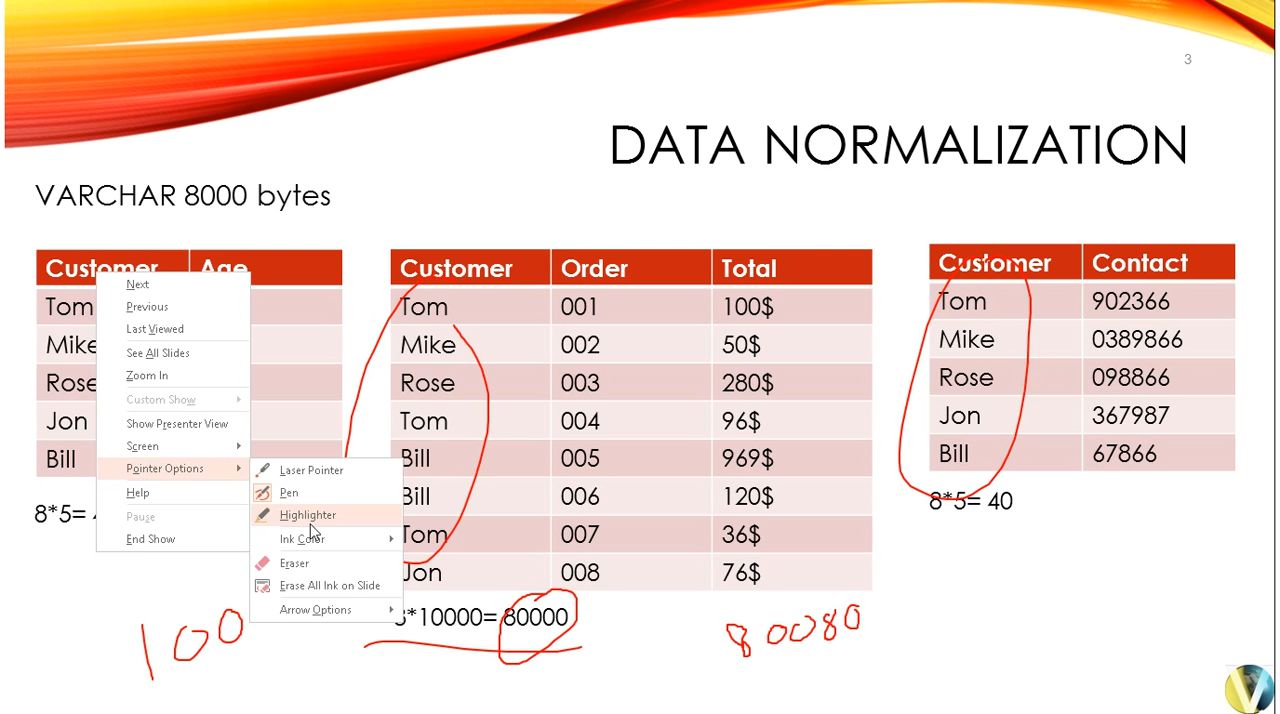 3
DATA NORMALIZATION
VARCHAR 8000 bytes
Customer Age
Tom
Mike
Rose
Jon
Bill
8*5=
Next
Previous
Last Viewed
See All Slides
Zoom In
Custom Show
Show Presenter View
Screen
Pointer Options
Help
Pause
End Show
Laser Pointer
Pen
Highlighter
Ink Color
Eraser
Erase All Ink on Slide
Arrow Options
Customer Order Total
Tom 001 100$
Mike 002 50$
Rose 003 280$
Tom 004 96$
Bill 005 969$
Bill 006 120$
Tom 007 36$
Jon 008 76$
8*10000= 80000
Customer Contact
Tom 902366
Mike 0389866
Rose 098866
Jon 367987
Bill 67866
8*5= 40
100
80080
V